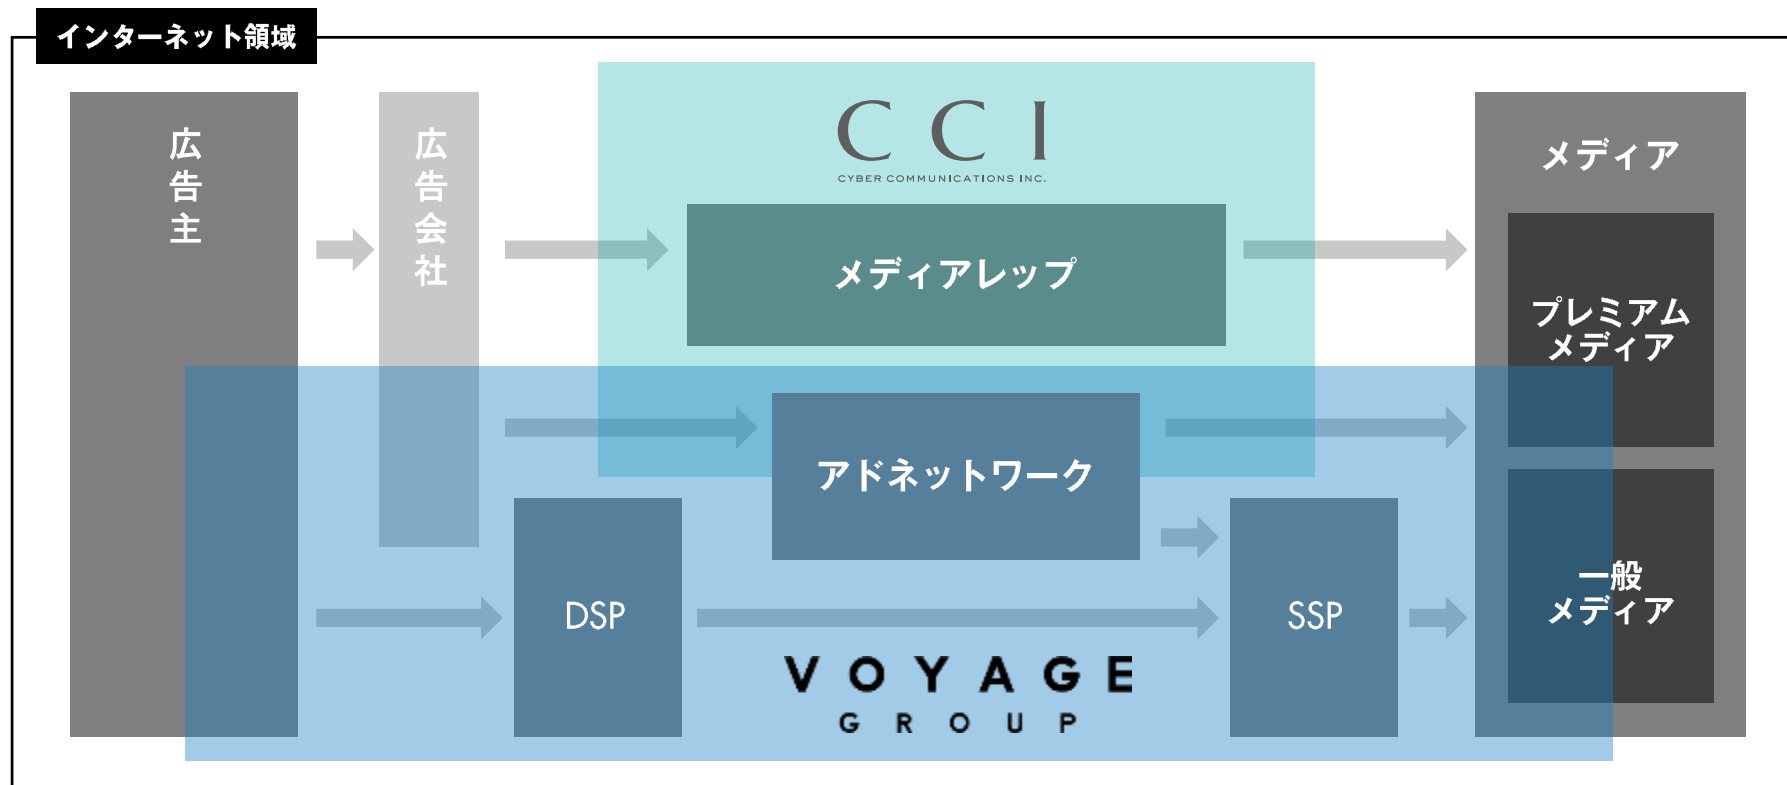 インターネット領域
広告主
広告会社
C C I
CYBER COMMUNICATIONS INC.
メディアレップ
メディア
プレミアム
メディア
アドネットワーク
DSP
SSP
一般
メディア
VOYAGE
GROUP